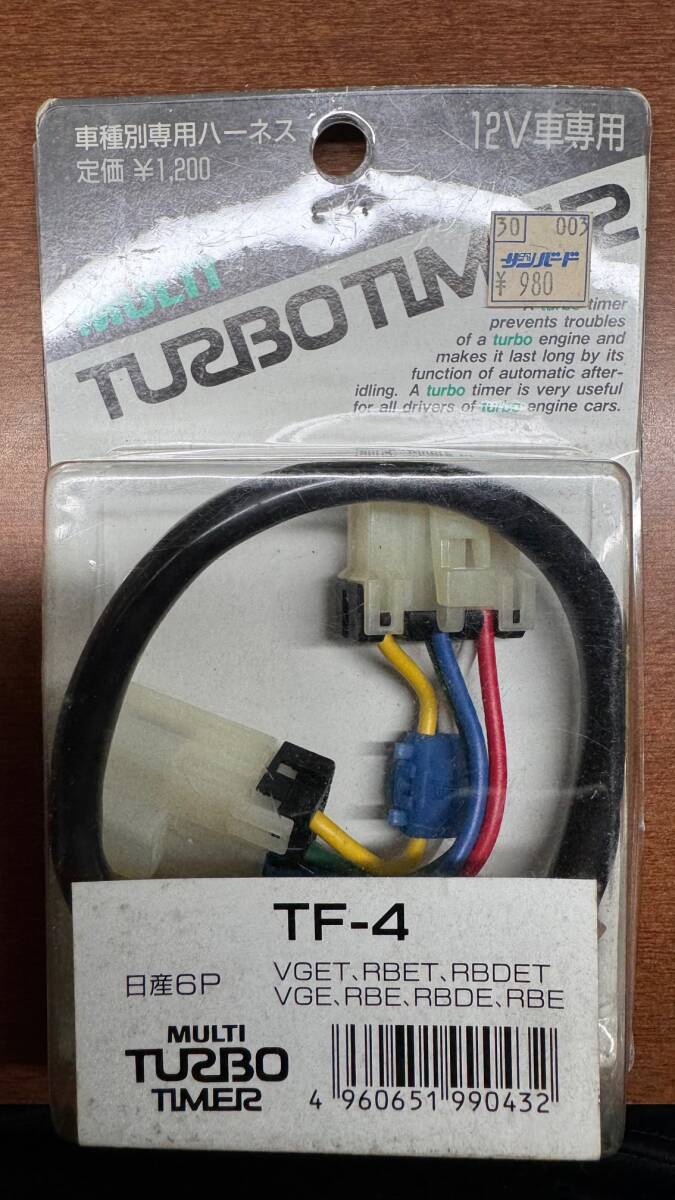 車種別専用ハーネス
定価 ¥1,200
12V車専用
30 003
サンバード
¥ 980
MULTI
TURBO TIMER
A turbo timer
prevents troubles
of a turbo engine and
makes it last long by its
function of automatic after-
idling. A turbo timer is very useful
for all drivers of turbo engine cars.
TF-4
日産6P
VGET、RBET、RBDET
VGE、RBE、RBDE、RBE
MULTI
TURBO
TIMER
4 960651 990432